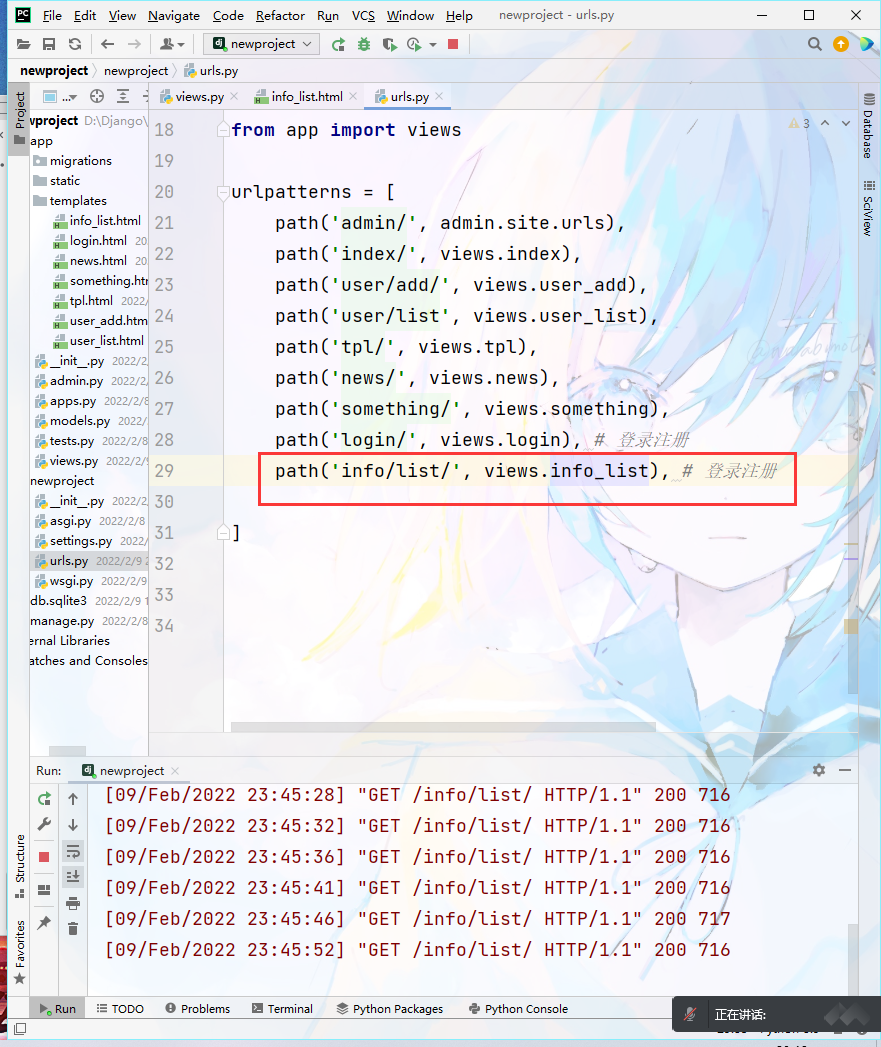 PC File Edit View Navigate Code Refactor Run VCS Window Help newproject - urls.py
dj newproject
newproject newproject urls.py
Project ... views.py info_list.html urls.py
wproject D:\Django\
app
migrations
static
templates
info_list.html
login.html 20
news.html 20
something.htr
tpl.html 2022/
user_add.htm
user_list.html
__init__.py 2022/2/
admin.py 2022/2/
apps.py 2022/2/8
models.py 2022/2
tests.py 2022/2/8
views.py 2022/2/9
newproject
__init__.py 2022/2
asgi.py 2022/2/8
settings.py 2022/
urls.py 2022/2/9 2
wsgi.py 2022/2/9
db.sqlite3 2022/2/9 1
manage.py 2022/2/8
ernal Libraries
atches and Consoles
18 from app import views
19
20 urlpatterns = [
21 path('admin/', admin.site.urls),
22 path('index/', views.index),
23 path('user/add/', views.user_add),
24 path('user/list', views.user_list),
25 path('tpl/', views.tpl),
26 path('news/', views.news),
27 path('something/', views.something),
28 path('login/', views.login), # 登录注册
29 path('info/list/', views.info_list), # 登录注册
30
31 ]
32
33
34
3
Database
SciView
Run: dj newproject
[09/Feb/2022 23:45:28] "GET /info/list/ HTTP/1.1" 200 716
[09/Feb/2022 23:45:32] "GET /info/list/ HTTP/1.1" 200 716
[09/Feb/2022 23:45:36] "GET /info/list/ HTTP/1.1" 200 716
[09/Feb/2022 23:45:41] "GET /info/list/ HTTP/1.1" 200 716
[09/Feb/2022 23:45:46] "GET /info/list/ HTTP/1.1" 200 717
[09/Feb/2022 23:45:52] "GET /info/list/ HTTP/1.1" 200 716
Structure
Favorites
Run TODO Problems Terminal Python Packages Python Console
正在讲话: